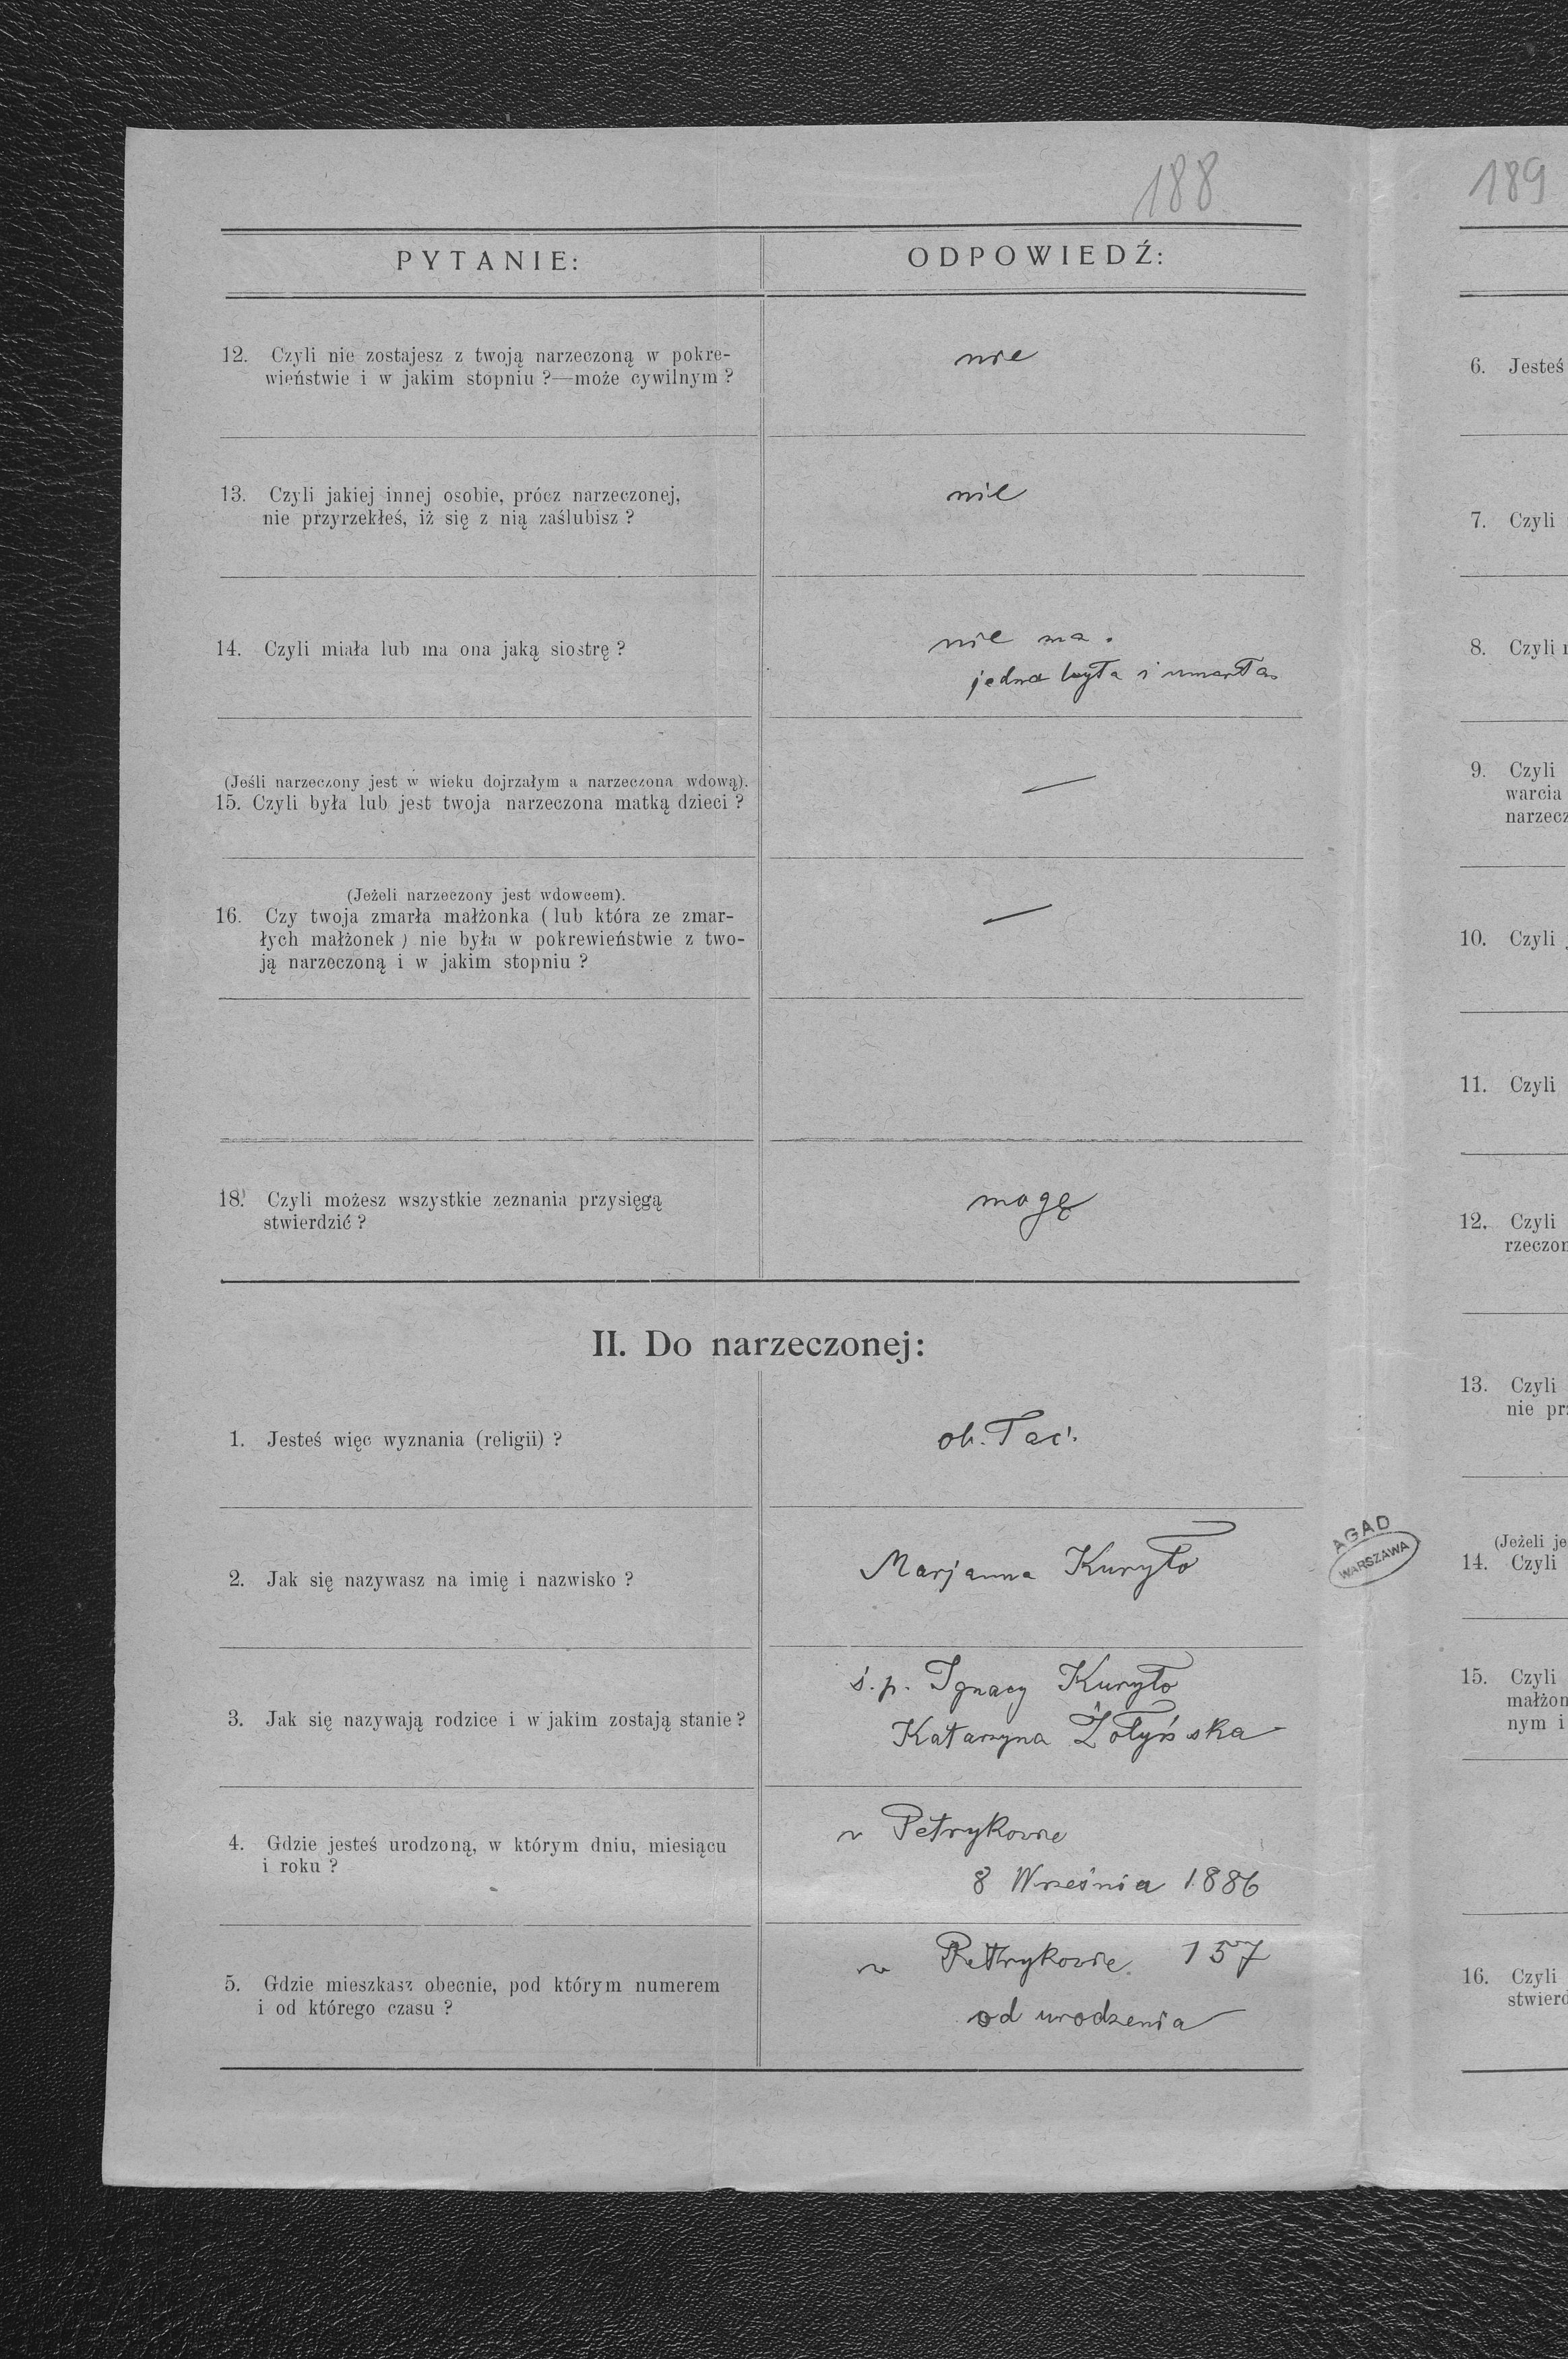 188
PYTANIE:
ODPOWIEDŹ:
12. Czyli nie zostajesz z twoją narzeczoną w pokre-
wieństwie i w jakim stopniu ?—może cywilnym ?
nie
13. Czyli jakiej innej osobie, prócz narzeczonej,
nie przyrzekłeś, iż się z nią zaślubisz ?
nie
14. Czyli miała lub ma ona jaką siostrę ?
nie ma.
jedna była i umarła
(Jeśli narzeczony jest w wieku dojrzałym a narzeczona wdową).
15. Czyli była lub jest twoja narzeczona matką dzieci ?
—
(Jeżeli narzeczony jest wdowcem).
16. Czy twoja zmarła małżonka (lub która ze zmar-
łych małżonek) nie była w pokrewieństwie z two-
ją narzeczoną i w jakim stopniu ?
—
18. Czyli możesz wszystkie zeznania przysięgą
stwierdzić ?
mogę
II. Do narzeczonej:
1. Jesteś więc wyznania (religii) ?
ob. łać.
2. Jak się nazywasz na imię i nazwisko ?
Marjanna Kuryło
3. Jak się nazywają rodzice i w jakim zostają stanie ?
ś.p. Ignacy Kuryło
Katarzyna Żołyńska
4. Gdzie jesteś urodzoną, w którym dniu, miesiącu
i roku ?
w Petrykowie
8 Września 1886
5. Gdzie mieszkasz obecnie, pod którym numerem
i od którego czasu ?
w Petrykowie 157
od urodzenia
AGAD
WARSZAWA
189
6. Jesteś
7. Czyli
8. Czyli
9. Czyli
warcia
narzecz
10. Czyli
11. Czyli
12. Czyli
rzeczon
13. Czyli
nie prz
(Jeżeli je
14. Czyli
15. Czyli
małżon
nym i
16. Czyli
stwierd